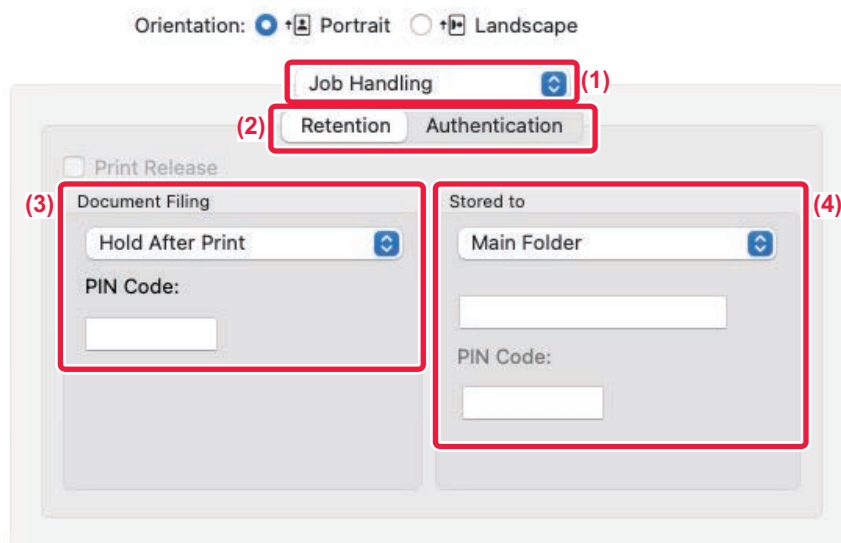 Orientation: Portrait Landscape
Job Handling (1)
(2) Retention Authentication
Print Release
(3) Document Filing Stored to (4)
Hold After Print Main Folder
PIN Code:
PIN Code: